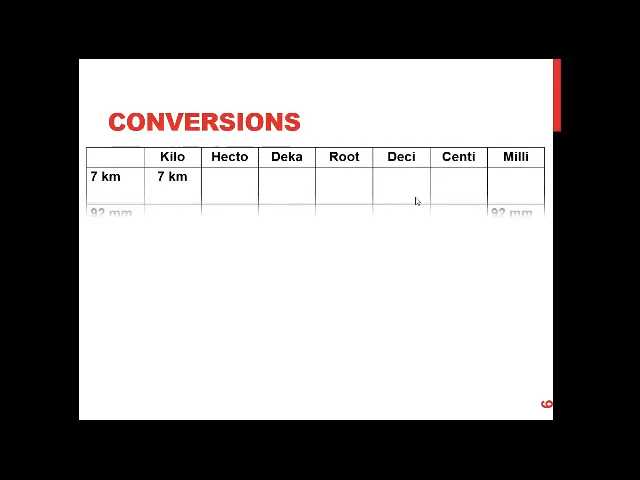 CONVERSIONS
Kilo Hecto Deka Root Deci Centi Milli
7 km 7 km
92 mm 92 mm
6